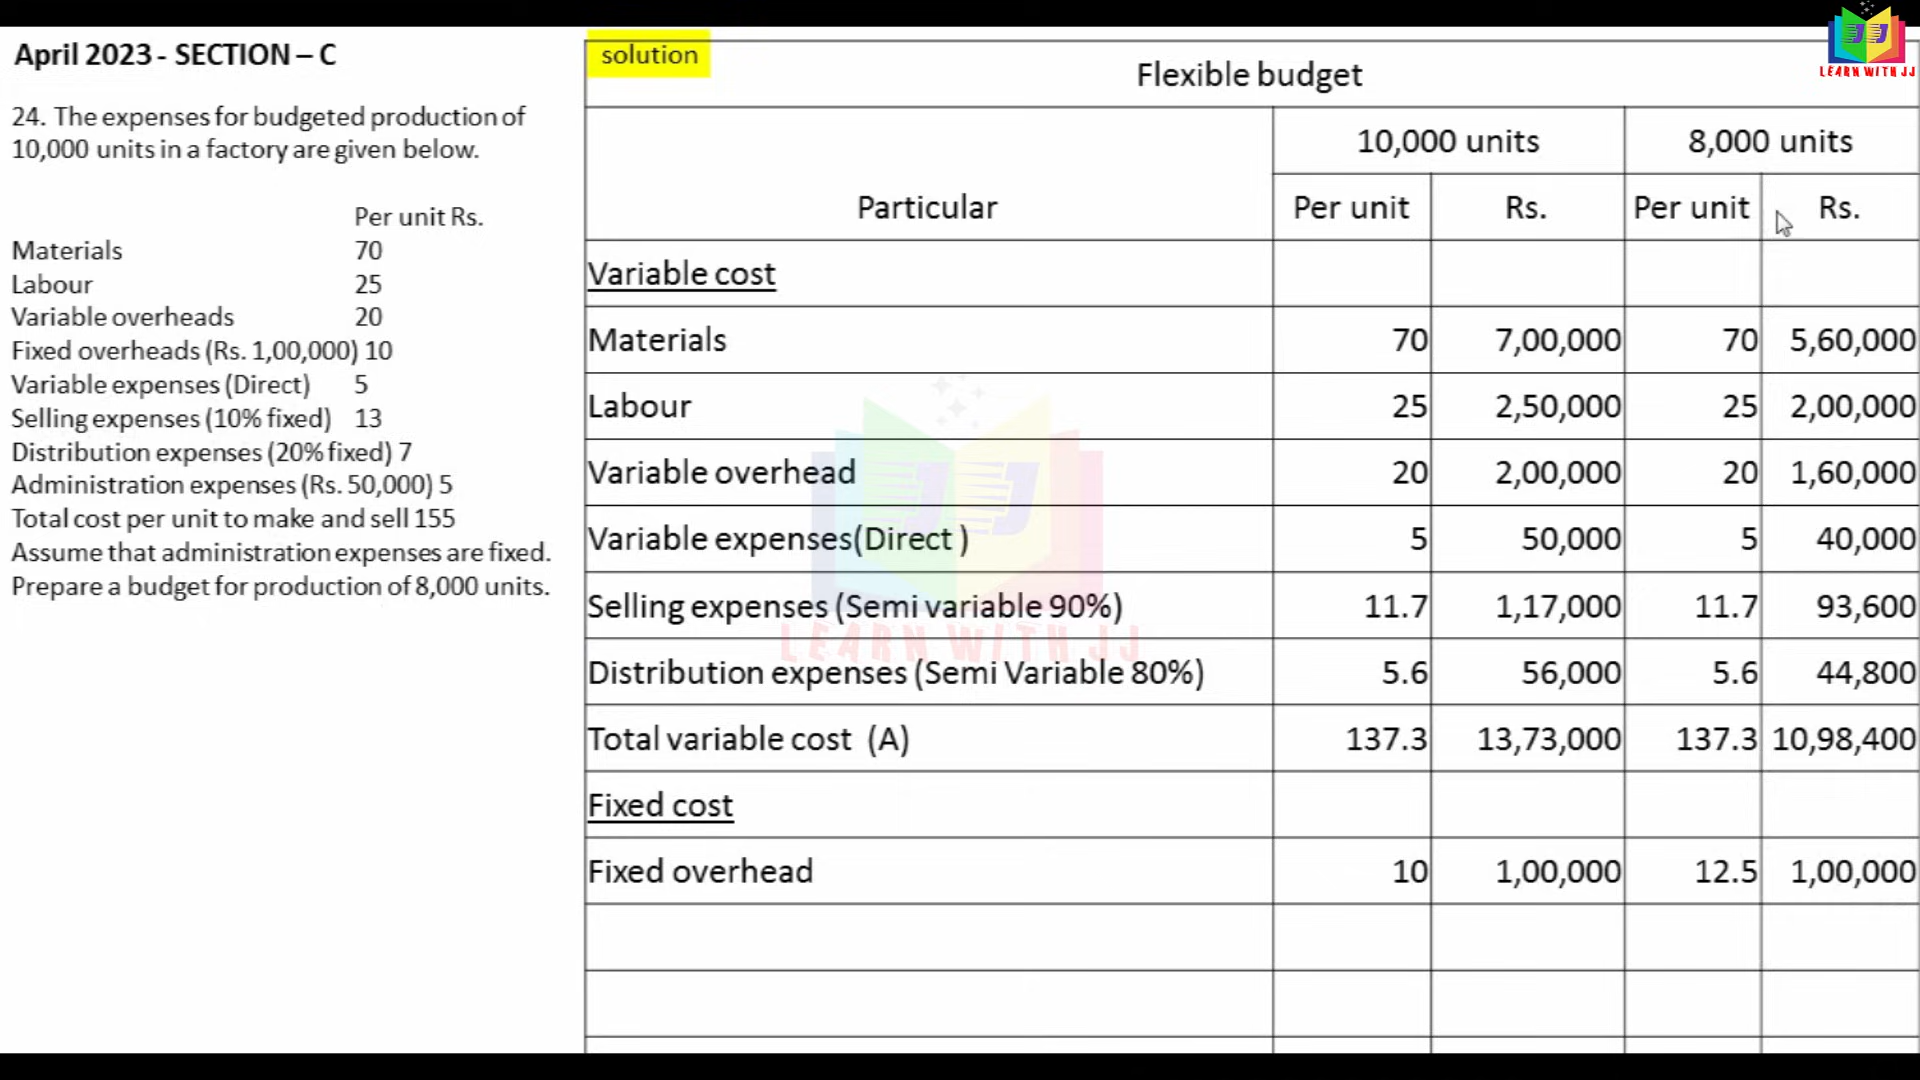 April 2023 - SECTION – C
24. The expenses for budgeted production of
10,000 units in a factory are given below.
Per unit Rs.
Materials 70
Labour 25
Variable overheads 20
Fixed overheads (Rs. 1,00,000) 10
Variable expenses (Direct) 5
Selling expenses (10% fixed) 13
Distribution expenses (20% fixed) 7
Administration expenses (Rs. 50,000) 5
Total cost per unit to make and sell 155
Assume that administration expenses are fixed.
Prepare a budget for production of 8,000 units.
solution
Flexible budget
10,000 units 8,000 units
Particular Per unit Rs. Per unit Rs.
Variable cost
Materials 70 7,00,000 70 5,60,000
Labour 25 2,50,000 25 2,00,000
Variable overhead 20 2,00,000 20 1,60,000
Variable expenses(Direct ) 5 50,000 5 40,000
Selling expenses (Semi variable 90%) 11.7 1,17,000 11.7 93,600
Distribution expenses (Semi Variable 80%) 5.6 56,000 5.6 44,800
Total variable cost (A) 137.3 13,73,000 137.3 10,98,400
Fixed cost
Fixed overhead 10 1,00,000 12.5 1,00,000
JJ
LEARN WITH JJ
JJ
LEARN WITH JJ